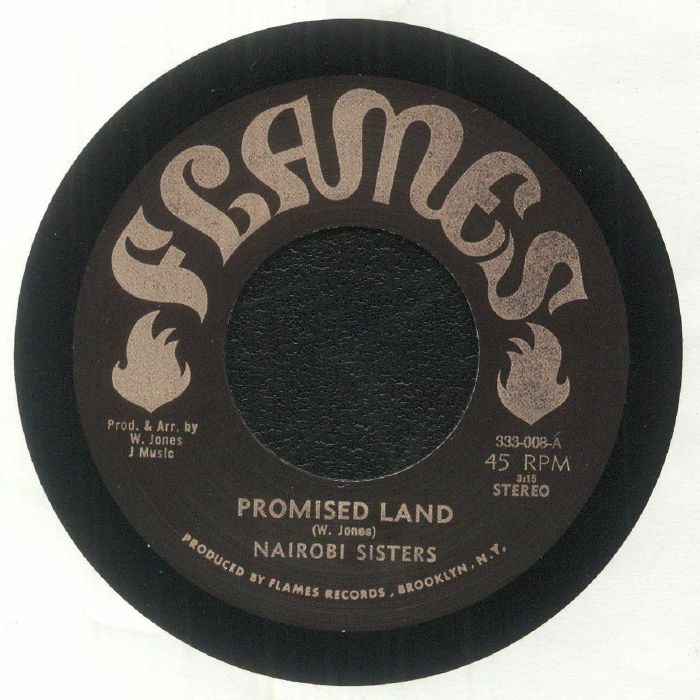 FLAMES
Prod. & Arr. by
W. Jones
J Music
333-008-A
45 RPM
3:15
STEREO
PROMISED LAND
(W. Jones)
NAIROBI SISTERS
PRODUCED BY FLAMES RECORDS, BROOKLYN, N.Y.